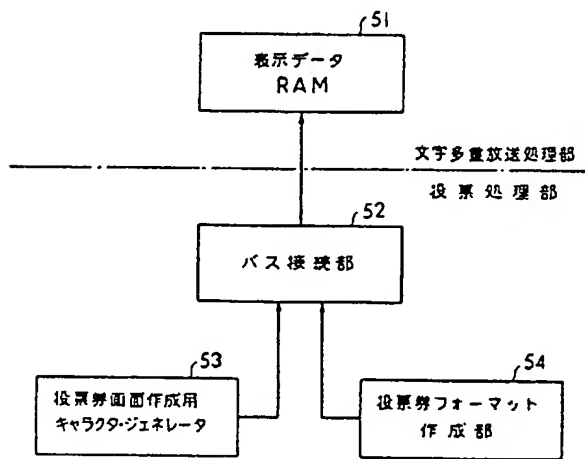 51
表示データ
RAM
文字多重放送処理部
投票処理部
52
バス接続部
53
投票券画面作成用
キャラクタ・ジェネレータ
54
投票券フォーマット
作成部